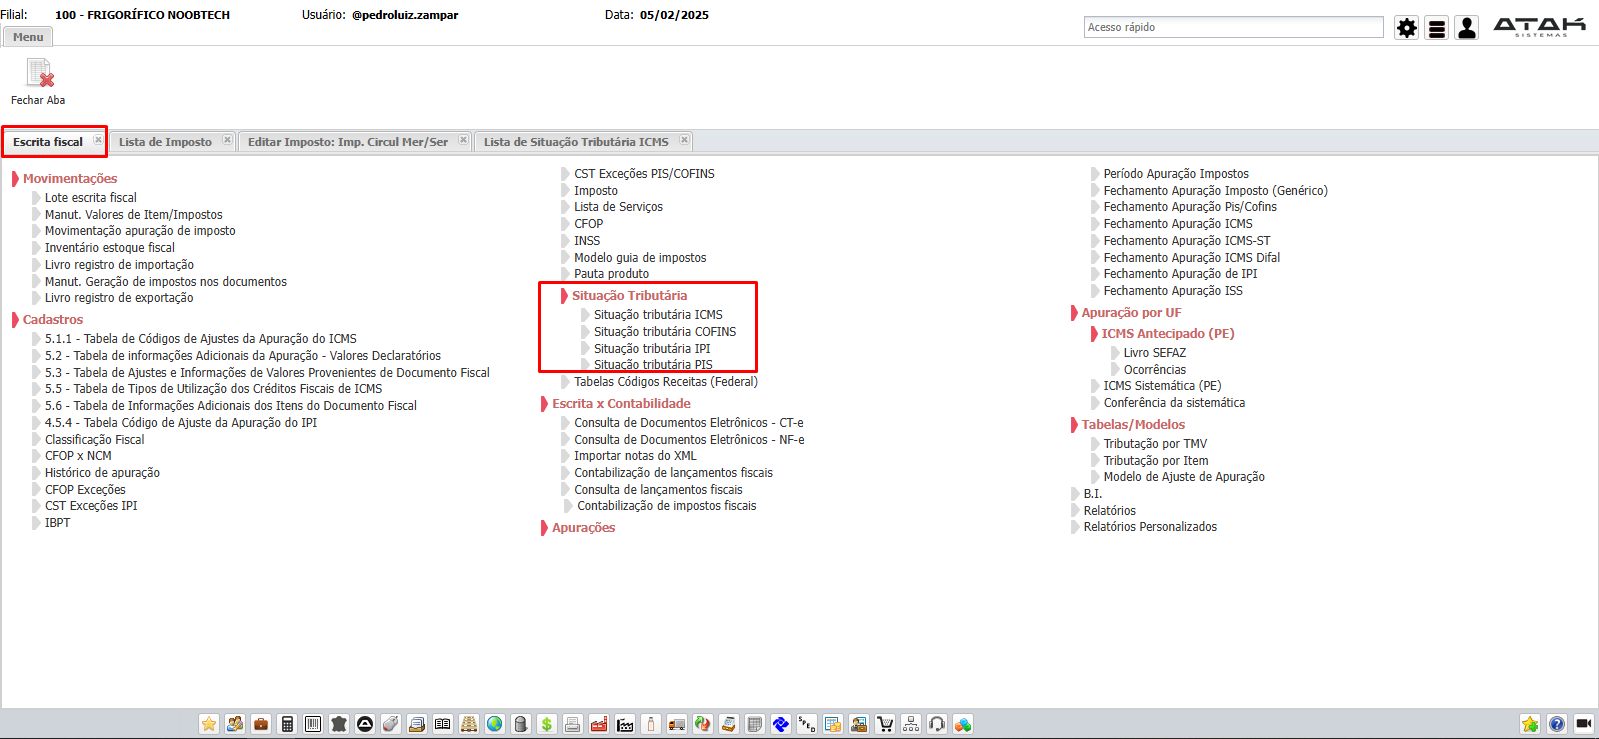 Filial: 100 - FRIGORÍFICO NOOBTECH Usuário: @pedroluiz.zampar Data: 05/02/2025
Menu
Acesso rápido
ATAK
SISTEMAS
Fechar Aba
Escrita fiscal
Lista de Imposto
Editar Imposto: Imp. Circul Mer/Ser
Lista de Situação Tributária ICMS
Movimentações
Lote escrita fiscal
Manut. Valores de Item/Impostos
Movimentação apuração de imposto
Inventário estoque fiscal
Livro registro de importação
Manut. Geração de impostos nos documentos
Livro registro de exportação
Cadastros
5.1.1 - Tabela de Códigos de Ajustes da Apuração do ICMS
5.2 - Tabela de informações Adicionais da Apuração - Valores Declaratórios
5.3 - Tabela de Ajustes e Informações de Valores Provenientes de Documento Fiscal
5.5 - Tabela de Tipos de Utilização dos Créditos Fiscais de ICMS
5.6 - Tabela de Informações Adicionais dos Itens do Documento Fiscal
4.5.4 - Tabela Código de Ajuste da Apuração do IPI
Classificação Fiscal
CFOP x NCM
Histórico de apuração
CFOP Exceções
CST Exceções IPI
IBPT
CST Exceções PIS/COFINS
Imposto
Lista de Serviços
CFOP
INSS
Modelo guia de impostos
Pauta produto
Situação Tributária
Situação tributária ICMS
Situação tributária COFINS
Situação tributária IPI
Situação tributária PIS
Tabelas Códigos Receitas (Federal)
Escrita x Contabilidade
Consulta de Documentos Eletrônicos - CT-e
Consulta de Documentos Eletrônicos - NF-e
Importar notas do XML
Contabilização de lançamentos fiscais
Consulta de lançamentos fiscais
Contabilização de impostos fiscais
Apurações
Período Apuração Impostos
Fechamento Apuração Imposto (Genérico)
Fechamento Apuração Pis/Cofins
Fechamento Apuração ICMS
Fechamento Apuração ICMS-ST
Fechamento Apuração ICMS Difal
Fechamento Apuração de IPI
Fechamento Apuração ISS
Apuração por UF
ICMS Antecipado (PE)
Livro SEFAZ
Ocorrências
ICMS Sistemática (PE)
Conferência da sistemática
Tabelas/Modelos
Tributação por TMV
Tributação por Item
Modelo de Ajuste de Apuração
B.I.
Relatórios
Relatórios Personalizados
SPED